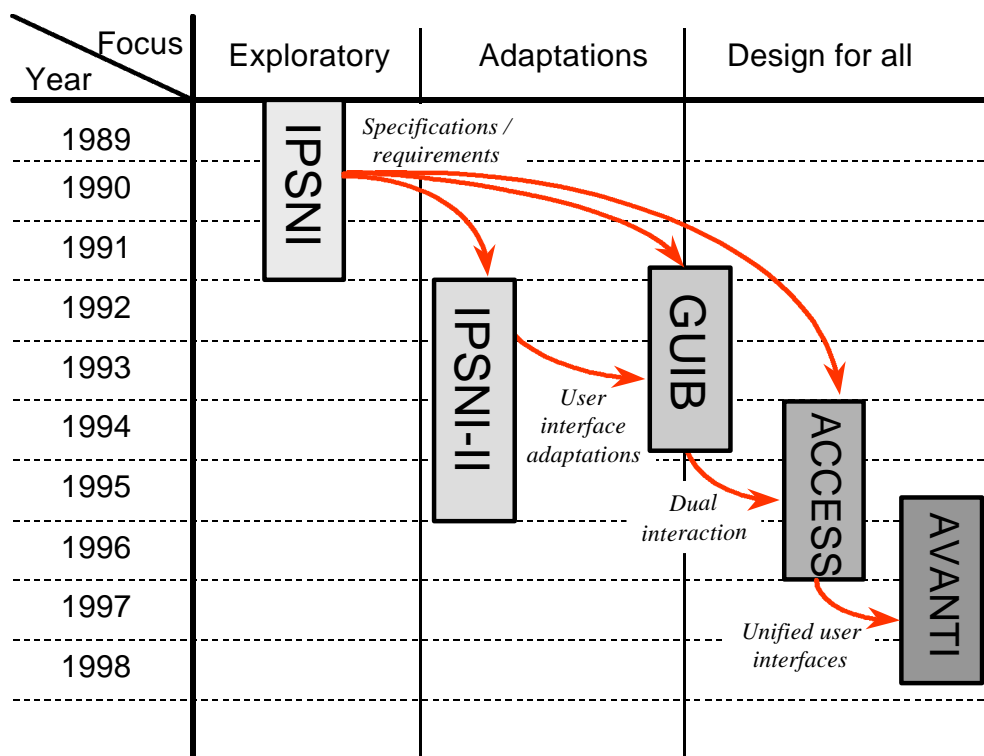 Focus
Year
Exploratory
Adaptations
Design for all
1989
1990
1991
1992
1993
1994
1995
1996
1997
1998
IPSNI
Specifications /
requirements
IPSNI-II
User
interface
adaptations
GUIB
Dual
interaction
ACCESS
Unified user
interfaces
AVANTI